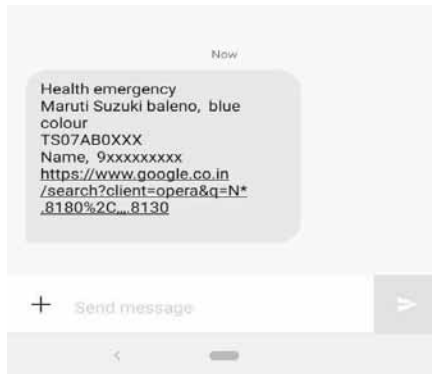 Now
Health emergency
Maruti Suzuki baleno, blue
colour
TS07AB0XXX
Name, 9xxxxxxxxx
https://www.google.co.in
/search?client=opera&q=N*
.8180%2C,,..8130
Send message